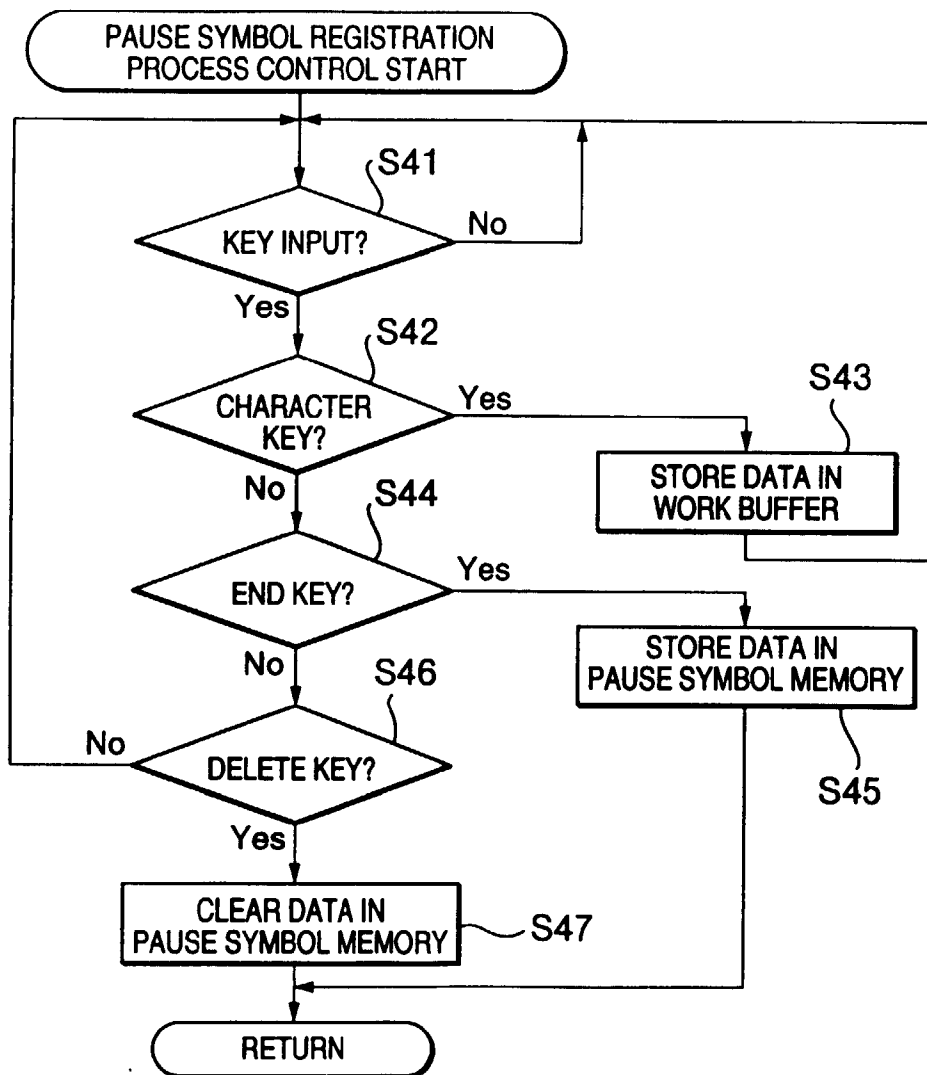 PAUSE SYMBOL REGISTRATION
PROCESS CONTROL START
S41
KEY INPUT?
No
Yes
S42
CHARACTER
KEY?
Yes
S43
STORE DATA IN
WORK BUFFER
No
S44
END KEY?
Yes
STORE DATA IN
PAUSE SYMBOL MEMORY
S45
No
S46
DELETE KEY?
No
Yes
CLEAR DATA IN
PAUSE SYMBOL MEMORY
S47
RETURN